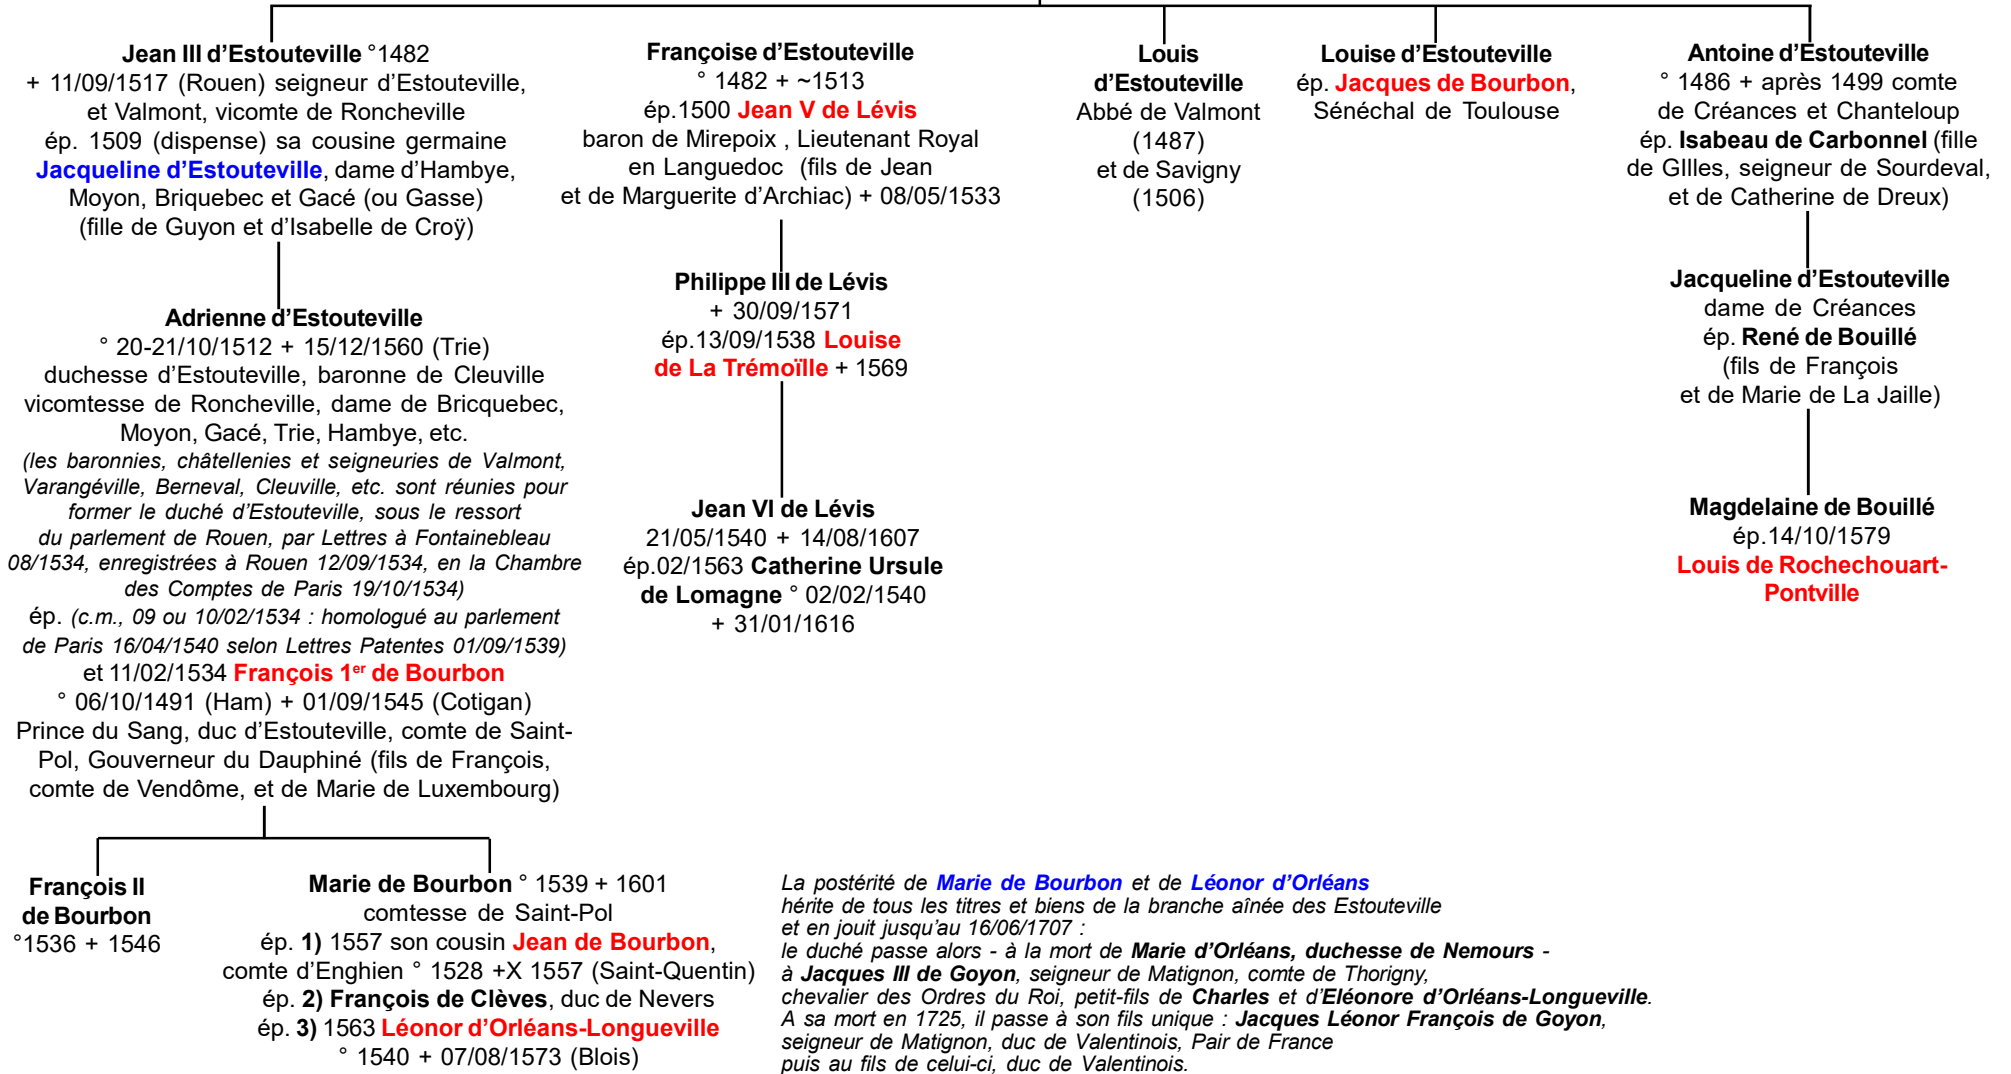 Jean III d’Estouteville °1482
+ 11/09/1517 (Rouen) seigneur d’Estouteville,
et Valmont, vicomte de Roncheville
ép. 1509 (dispense) sa cousine germaine
Jacqueline d’Estouteville, dame d’Hambye,
Moyon, Briquebec et Gacé (ou Gasse)
(fille de Guyon et d’Isabelle de Croÿ)
Françoise d’Estouteville
° 1482 + ~1513
ép.1500 Jean V de Lévis
baron de Mirepoix , Lieutenant Royal
en Languedoc (fils de Jean
et de Marguerite d’Archiac) + 08/05/1533
Louis
d’Estouteville
Abbé de Valmont
(1487)
et de Savigny
(1506)
Louise d’Estouteville
ép. Jacques de Bourbon,
Sénéchal de Toulouse
Antoine d’Estouteville
° 1486 + après 1499 comte
de Créances et Chanteloup
ép. Isabeau de Carbonnel (fille
de GIlles, seigneur de Sourdeval,
et de Catherine de Dreux)
Adrienne d’Estouteville
° 20-21/10/1512 + 15/12/1560 (Trie)
duchesse d’Estouteville, baronne de Cleuville
vicomtesse de Roncheville, dame de Bricquebec,
Moyon, Gacé, Trie, Hambye, etc.
(les baronnies, châtellenies et seigneuries de Valmont,
Varangéville, Berneval, Cleuville, etc. sont réunies pour
former le duché d’Estouteville, sous le ressort
du parlement de Rouen, par Lettres à Fontainebleau
08/1534, enregistrées à Rouen 12/09/1534, en la Chambre
des Comptes de Paris 19/10/1534)
ép. (c.m., 09 ou 10/02/1534 : homologué au parlement
de Paris 16/04/1540 selon Lettres Patentes 01/09/1539)
et 11/02/1534 François 1er de Bourbon
° 06/10/1491 (Ham) + 01/09/1545 (Cotigan)
Prince du Sang, duc d’Estouteville, comte de Saint-
Pol, Gouverneur du Dauphiné (fils de François,
comte de Vendôme, et de Marie de Luxembourg)
Philippe III de Lévis
+ 30/09/1571
ép.13/09/1538 Louise
de La Trémoïlle + 1569
Jean VI de Lévis
21/05/1540 + 14/08/1607
ép.02/1563 Catherine Ursule
de Lomagne ° 02/02/1540
+ 31/01/1616
Jacqueline d’Estouteville
dame de Créances
ép. René de Bouillé
(fils de François
et de Marie de La Jaille)
Magdelaine de Bouillé
ép.14/10/1579
Louis de Rochechouart-
Pontville
François II
de Bourbon
°1536 + 1546
Marie de Bourbon ° 1539 + 1601
comtesse de Saint-Pol
ép. 1) 1557 son cousin Jean de Bourbon,
comte d’Enghien ° 1528 +X 1557 (Saint-Quentin)
ép. 2) François de Clèves, duc de Nevers
ép. 3) 1563 Léonor d’Orléans-Longueville
° 1540 + 07/08/1573 (Blois)
La postérité de Marie de Bourbon et de Léonor d’Orléans
hérite de tous les titres et biens de la branche aînée des Estouteville
et en jouit jusqu’au 16/06/1707 :
le duché passe alors - à la mort de Marie d’Orléans, duchesse de Nemours -
à Jacques III de Goyon, seigneur de Matignon, comte de Thorigny,
chevalier des Ordres du Roi, petit-fils de Charles et d’Eléonore d’Orléans-Longueville.
A sa mort en 1725, il passe à son fils unique : Jacques Léonor François de Goyon,
seigneur de Matignon, duc de Valentinois, Pair de France
puis au fils de celui-ci, duc de Valentinois.